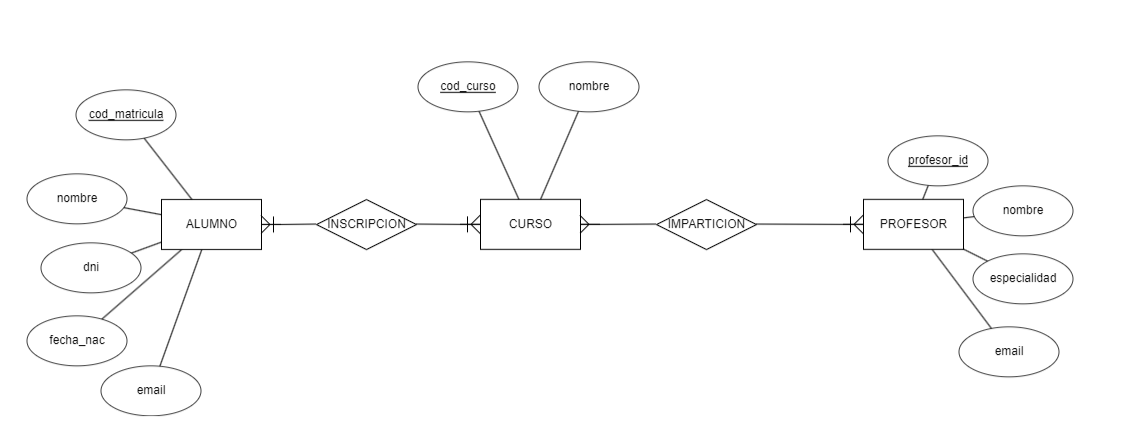 cod_curso
nombre
cod_matricula
profesor_id
nombre
nombre
ALUMNO
INSCRIPCION
CURSO
IMPARTICION
PROFESOR
dni
especialidad
fecha_nac
email
email